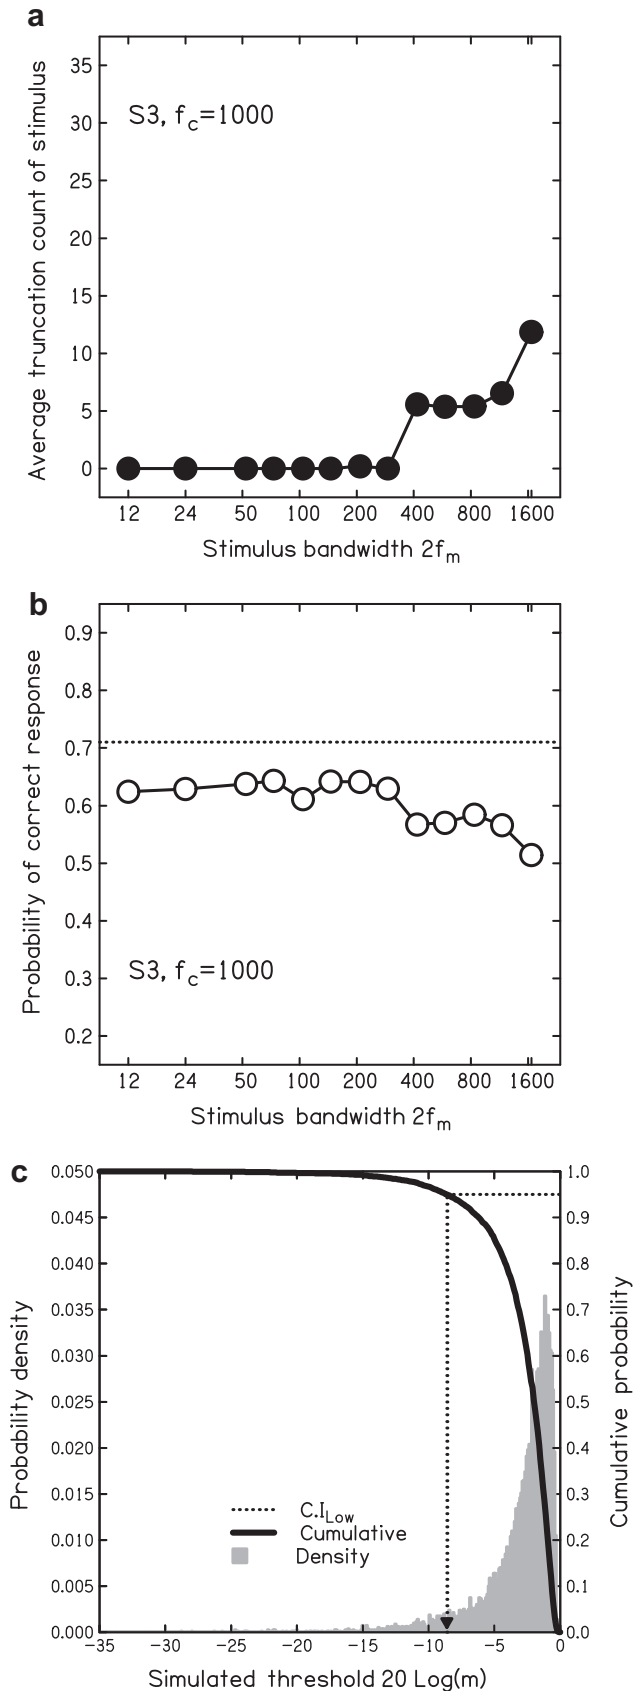 a
Average truncation count of stimulus
35
30
25
20
15
10
5
0
S3, fc=1000
12 24 50 100 200 400 800 1600
Stimulus bandwidth 2fm
b
Probability of correct response
0.9
0.8
0.7
0.6
0.5
0.4
0.3
0.2
S3, fc=1000
12 24 50 100 200 400 800 1600
Stimulus bandwidth 2fm
c
Probability density
0.050
0.045
0.040
0.035
0.030
0.025
0.020
0.015
0.010
0.005
0.000
C.ILow
Cumulative
Density
1.0
0.9
0.8
0.7
0.6
0.5
0.4
0.3
0.2
0.1
0.0
Cumulative probability
−35 −30 −25 −20 −15 −10 −5 0
Simulated threshold 20 Log(m)